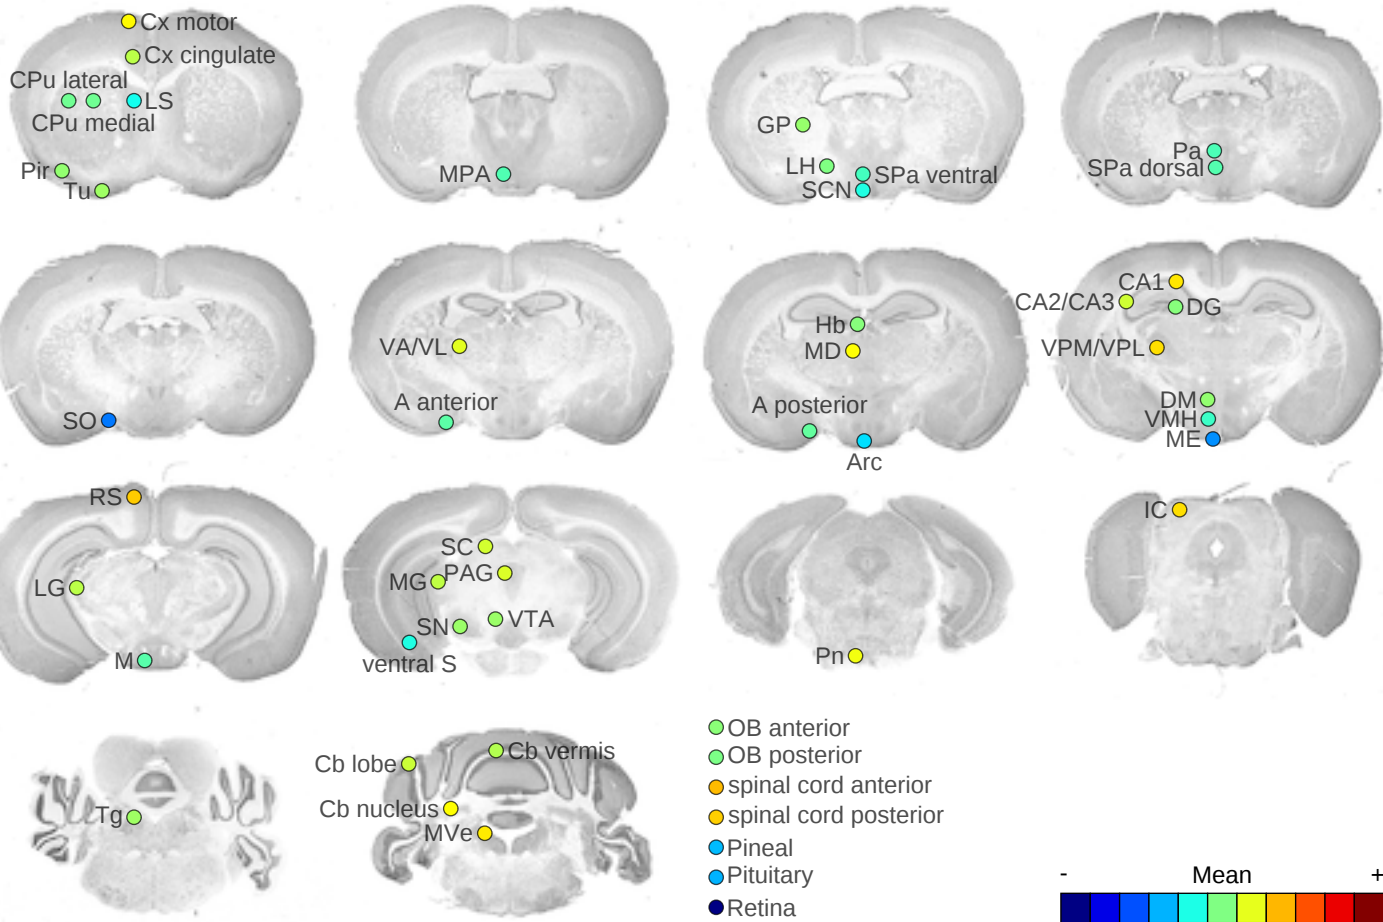 Cx motor
Cx cingulate
CPu lateral
LS
CPu medial
Pir
Tu
MPA
GP
LH
SPa ventral
SCN
Pa
SPa dorsal
SO
VA/VL
A anterior
Hb
MD
A posterior
Arc
CA1
CA2/CA3
DG
VPM/VPL
DM
VMH
ME
RS
LG
M
SC
MG
PAG
SN
VTA
ventral S
Pn
IC
Tg
Cb lobe
Cb vermis
Cb nucleus
MVe
OB anterior
OB posterior
spinal cord anterior
spinal cord posterior
Pineal
Pituitary
Retina
- Mean +